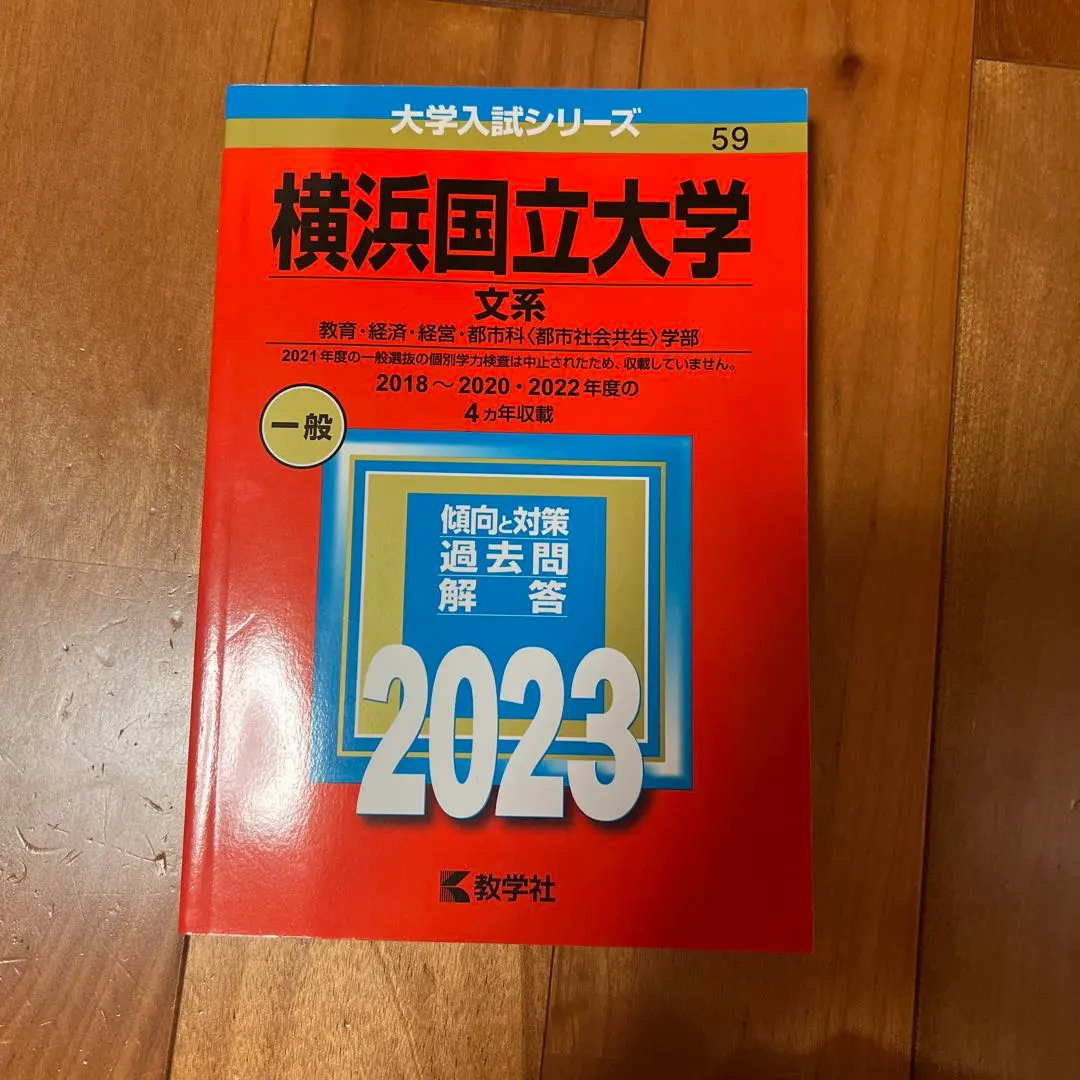 大学入試シリーズ
59
横浜国立大学
文系
教育・経済・経営・都市科〈都市社会共生〉学部
2021年度の一般選抜の個別学力検査は中止されたため、収載していません。
2018～2020・2022年度の
4ヵ年収載
一般
傾向と対策
過去問
解答
2023
教学社